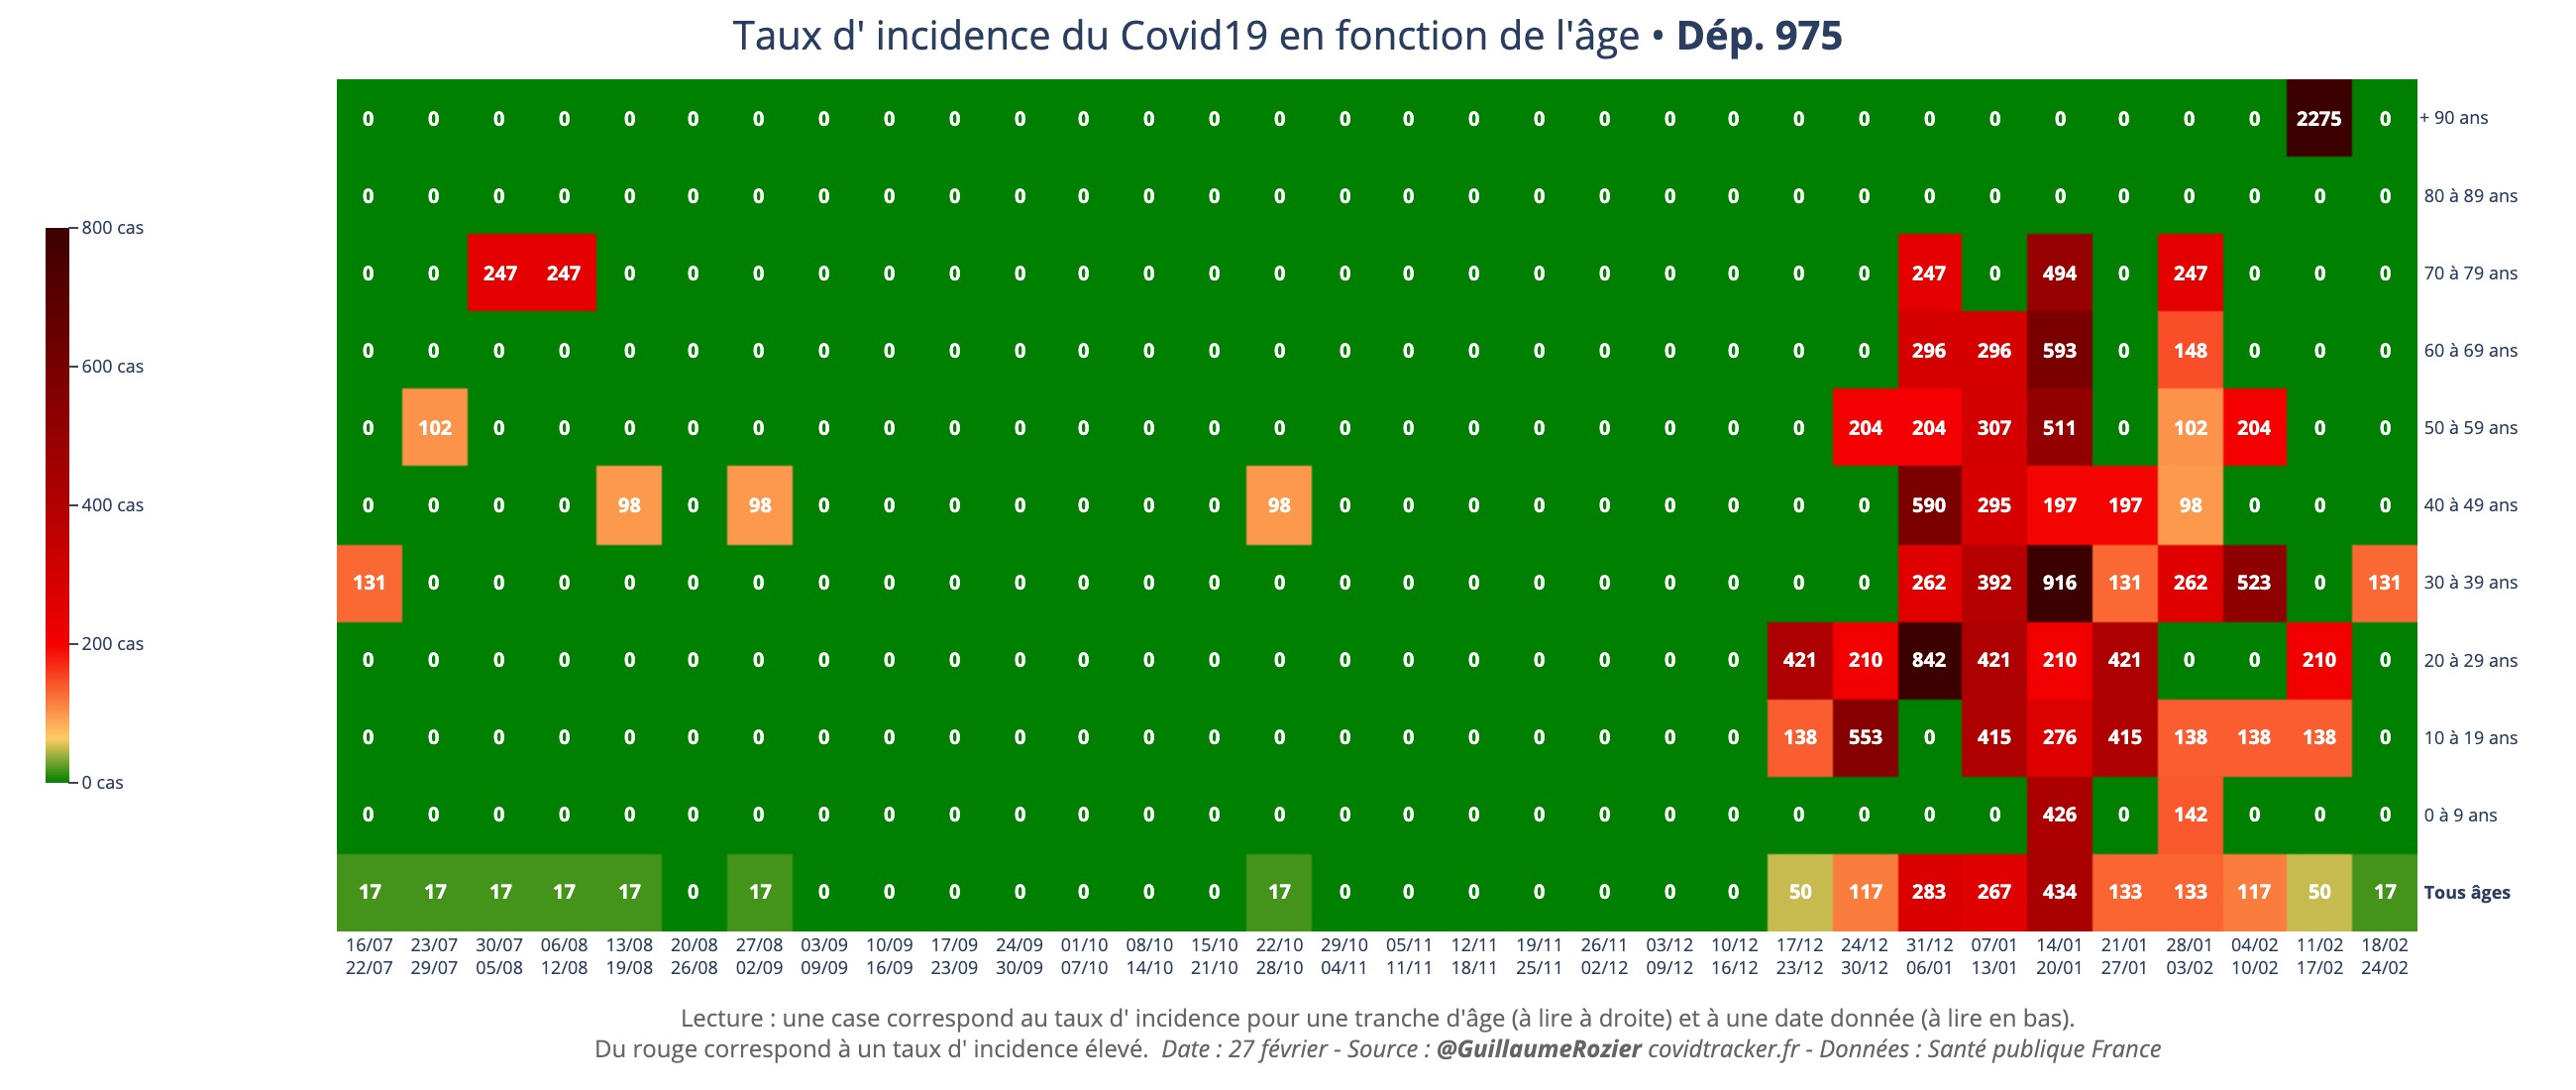 Taux d' incidence du Covid19 en fonction de l'âge • Dép. 975
0 0 0 0 0 0 0 0 0 0 0 0 0 0 0 0 0 0 0 0 0 0 0 0 0 0 0 0 0 0 2275 0 + 90 ans
0 0 0 0 0 0 0 0 0 0 0 0 0 0 0 0 0 0 0 0 0 0 0 0 0 0 0 0 0 0 0 0 80 à 89 ans
800 cas
0 0 247 247 0 0 0 0 0 0 0 0 0 0 0 0 0 0 0 0 0 0 0 0 247 0 494 0 247 0 0 0 70 à 79 ans
0 0 0 0 0 0 0 0 0 0 0 0 0 0 0 0 0 0 0 0 0 0 0 0 296 296 593 0 148 0 0 0 60 à 69 ans
600 cas
0 102 0 0 0 0 0 0 0 0 0 0 0 0 0 0 0 0 0 0 0 0 0 204 204 307 511 0 102 204 0 0 50 à 59 ans
400 cas
0 0 0 0 98 0 98 0 0 0 0 0 0 0 98 0 0 0 0 0 0 0 0 0 590 295 197 197 98 0 0 0 40 à 49 ans
131 0 0 0 0 0 0 0 0 0 0 0 0 0 0 0 0 0 0 0 0 0 0 0 262 392 916 131 262 523 0 131 30 à 39 ans
200 cas
0 0 0 0 0 0 0 0 0 0 0 0 0 0 0 0 0 0 0 0 0 0 421 210 842 421 210 421 0 0 210 0 20 à 29 ans
0 0 0 0 0 0 0 0 0 0 0 0 0 0 0 0 0 0 0 0 0 0 138 553 0 415 276 415 138 138 138 0 10 à 19 ans
0 cas
0 0 0 0 0 0 0 0 0 0 0 0 0 0 0 0 0 0 0 0 0 0 0 0 0 0 426 0 142 0 0 0 0 à 9 ans
17 17 17 17 17 0 17 0 0 0 0 0 0 0 17 0 0 0 0 0 0 0 50 117 283 267 434 133 133 117 50 17 Tous âges
16/07 23/07 30/07 06/08 13/08 20/08 27/08 03/09 10/09 17/09 24/09 01/10 08/10 15/10 22/10 29/10 05/11 12/11 19/11 26/11 03/12 10/12 17/12 24/12 31/12 07/01 14/01 21/01 28/01 04/02 11/02 18/02
22/07 29/07 05/08 12/08 19/08 26/08 02/09 09/09 16/09 23/09 30/09 07/10 14/10 21/10 28/10 04/11 11/11 18/11 25/11 02/12 09/12 16/12 23/12 30/12 06/01 13/01 20/01 27/01 03/02 10/02 17/02 24/02
Lecture : une case correspond au taux d' incidence pour une tranche d'âge (à lire à droite) et à une date donnée (à lire en bas).
Du rouge correspond à un taux d' incidence élevé. Date : 27 février - Source : @GuillaumeRozier covidtracker.fr - Données : Santé publique France